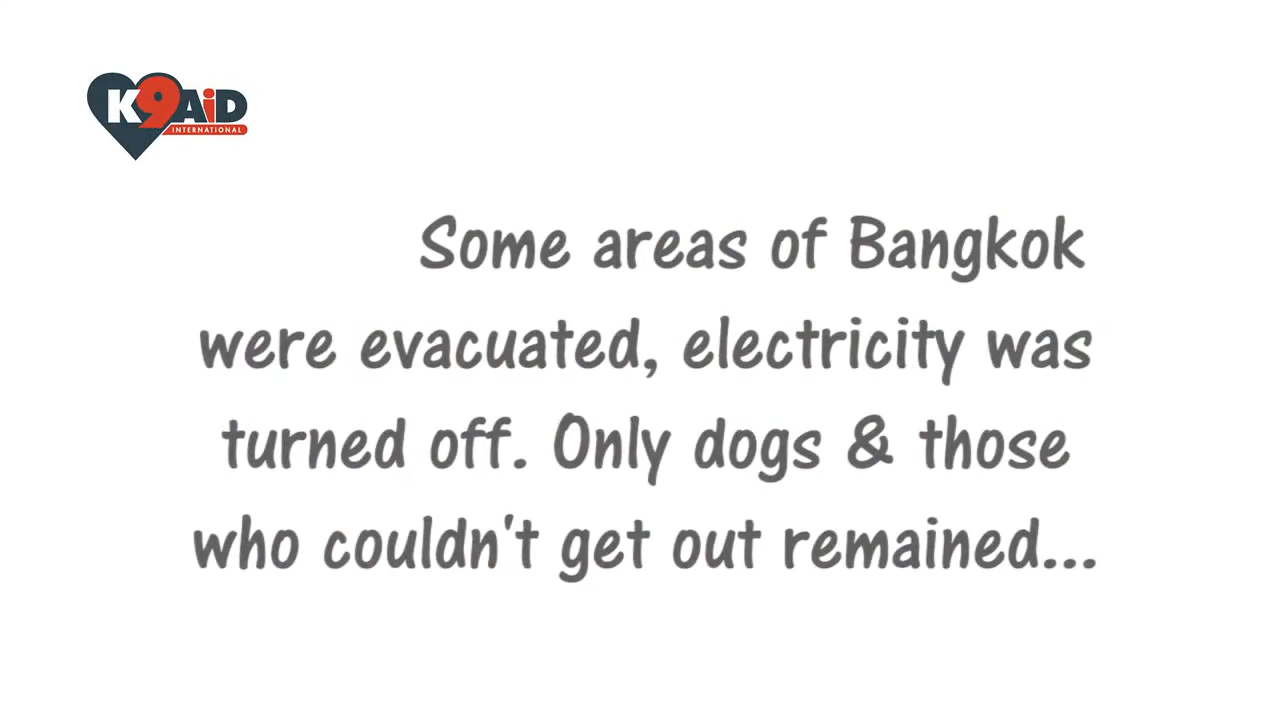 K9AiD
INTERNATIONAL
Some areas of Bangkok
were evacuated, electricity was
turned off. Only dogs & those
who couldn't get out remained...